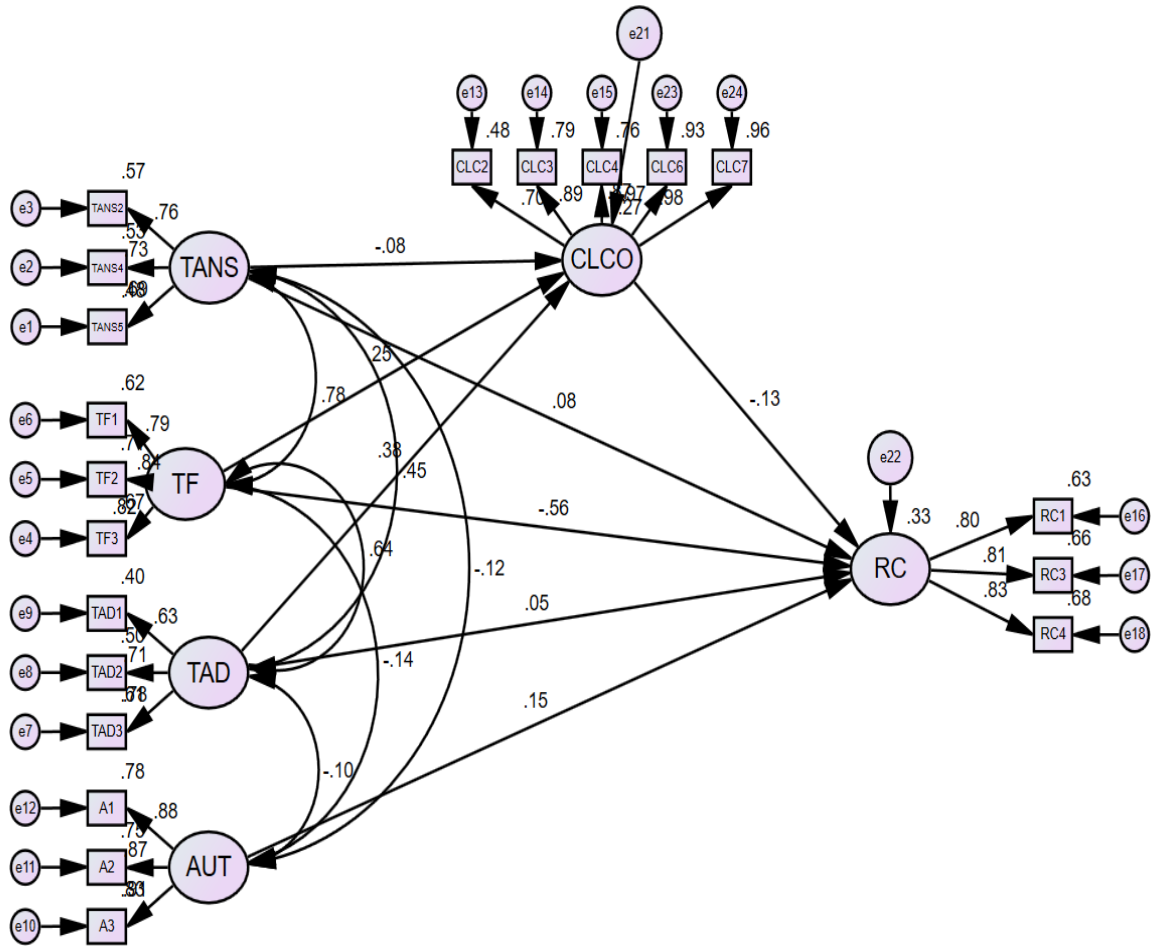 e21
e13
e14
e15
e23
e24
.48
.79
.76
.93
.96
CLC2
CLC3
CLC4
CLC6
CLC7
.70
.89
.97
.98
.27
CLCO
.57
e3
TANS2
.76
e2
TANS4
.73
e1
TANS5
TANS
-.08
.25
.78
.08
-.13
.38
.45
.62
e6
TF1
.79
e5
TF2
.84
e4
TF3
.82
TF
-.56
.64
-.12
e22
.33
RC
.80
.81
.83
.63
RC1
e16
.66
RC3
e17
.68
RC4
e18
.40
e9
TAD1
.63
.50
e8
TAD2
.71
e7
TAD3
TAD
.05
-.14
.15
-.10
.78
e12
A1
.88
.75
e11
A2
.87
e10
A3
AUT